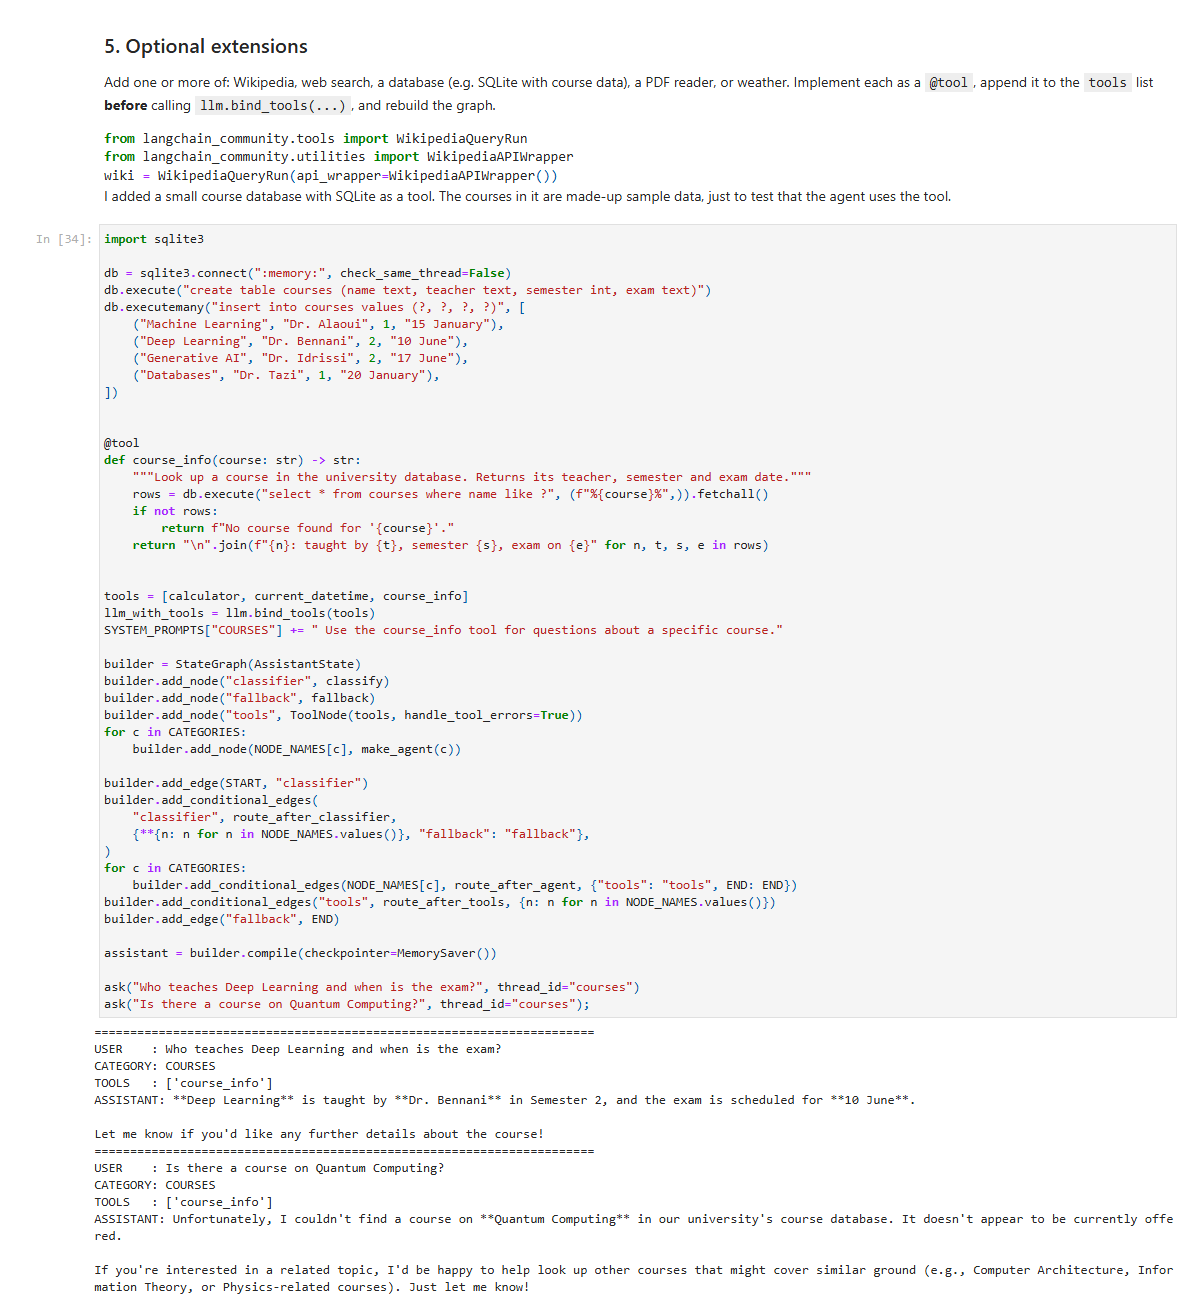 5. Optional extensions
Add one or more of: Wikipedia, web search, a database (e.g. SQLite with course data), a PDF reader, or weather. Implement each as a @tool , append it to the tools list
before calling llm.bind_tools(...) , and rebuild the graph.
from langchain_community.tools import WikipediaQueryRun
from langchain_community.utilities import WikipediaAPIWrapper
wiki = WikipediaQueryRun(api_wrapper=WikipediaAPIWrapper())
I added a small course database with SQLite as a tool. The courses in it are made-up sample data, just to test that the agent uses the tool.
In [34]: import sqlite3
db = sqlite3.connect(":memory:", check_same_thread=False)
db.execute("create table courses (name text, teacher text, semester int, exam text)")
db.executemany("insert into courses values (?, ?, ?, ?)", [
    ("Machine Learning", "Dr. Alaoui", 1, "15 January"),
    ("Deep Learning", "Dr. Bennani", 2, "10 June"),
    ("Generative AI", "Dr. Idrissi", 2, "17 June"),
    ("Databases", "Dr. Tazi", 1, "20 January"),
])
@tool
def course_info(course: str) -> str:
    """Look up a course in the university database. Returns its teacher, semester and exam date."""
    rows = db.execute("select * from courses where name like ?", (f"%{course}%",)).fetchall()
    if not rows:
        return f"No course found for '{course}'."
    return "\n".join(f"{n}: taught by {t}, semester {s}, exam on {e}" for n, t, s, e in rows)
tools = [calculator, current_datetime, course_info]
llm_with_tools = llm.bind_tools(tools)
SYSTEM_PROMPTS["COURSES"] += " Use the course_info tool for questions about a specific course."
builder = StateGraph(AssistantState)
builder.add_node("classifier", classify)
builder.add_node("fallback", fallback)
builder.add_node("tools", ToolNode(tools, handle_tool_errors=True))
for c in CATEGORIES:
    builder.add_node(NODE_NAMES[c], make_agent(c))
builder.add_edge(START, "classifier")
builder.add_conditional_edges(
    "classifier", route_after_classifier,
    {**{n: n for n in NODE_NAMES.values()}, "fallback": "fallback"},
)
for c in CATEGORIES:
    builder.add_conditional_edges(NODE_NAMES[c], route_after_agent, {"tools": "tools", END: END})
builder.add_conditional_edges("tools", route_after_tools, {n: n for n in NODE_NAMES.values()})
builder.add_edge("fallback", END)
assistant = builder.compile(checkpointer=MemorySaver())
ask("Who teaches Deep Learning and when is the exam?", thread_id="courses")
ask("Is there a course on Quantum Computing?", thread_id="courses");
======================================================================
USER    : Who teaches Deep Learning and when is the exam?
CATEGORY: COURSES
TOOLS   : ['course_info']
ASSISTANT: **Deep Learning** is taught by **Dr. Bennani** in Semester 2, and the exam is scheduled for **10 June**.
Let me know if you'd like any further details about the course!
======================================================================
USER    : Is there a course on Quantum Computing?
CATEGORY: COURSES
TOOLS   : ['course_info']
ASSISTANT: Unfortunately, I couldn't find a course on **Quantum Computing** in our university's course database. It doesn't appear to be currently offe
red.
If you're interested in a related topic, I'd be happy to help look up other courses that might cover similar ground (e.g., Computer Architecture, Infor
mation Theory, or Physics-related courses). Just let me know!